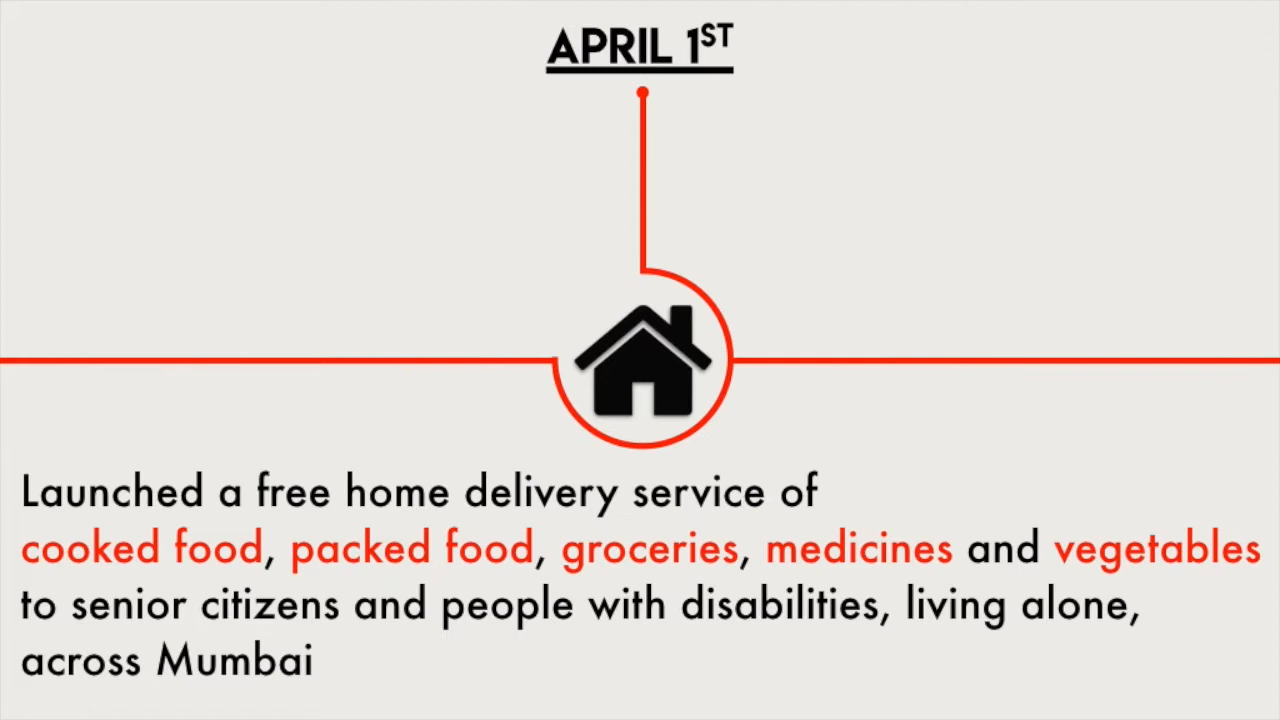 APRIL 1ST
Launched a free home delivery service of
cooked food, packed food, groceries, medicines and vegetables
to senior citizens and people with disabilities, living alone,
across Mumbai